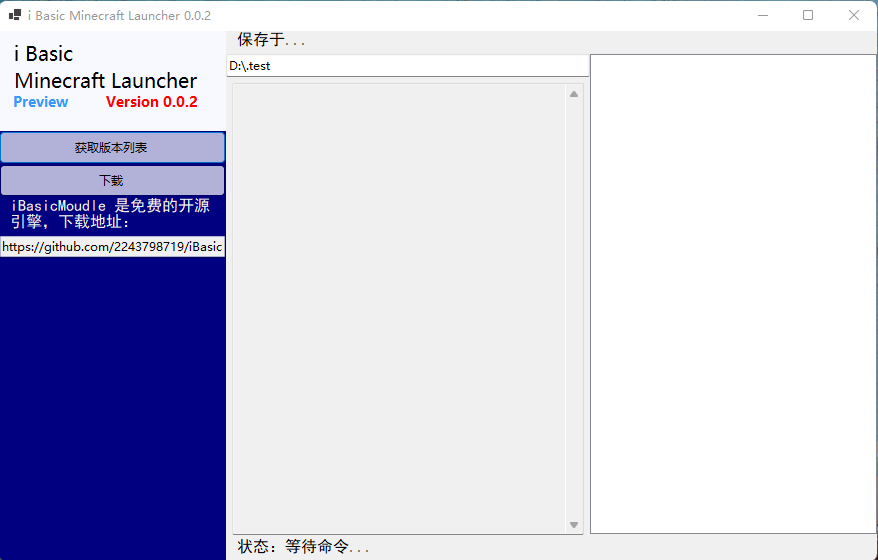 i Basic Minecraft Launcher 0.0.2
i Basic
Minecraft Launcher
Preview Version 0.0.2
获取版本列表
下载
iBasicMoudle 是免费的开源
引擎，下载地址：
https://github.com/2243798719/iBasic
保存于...
D:\.test
状态：等待命令...